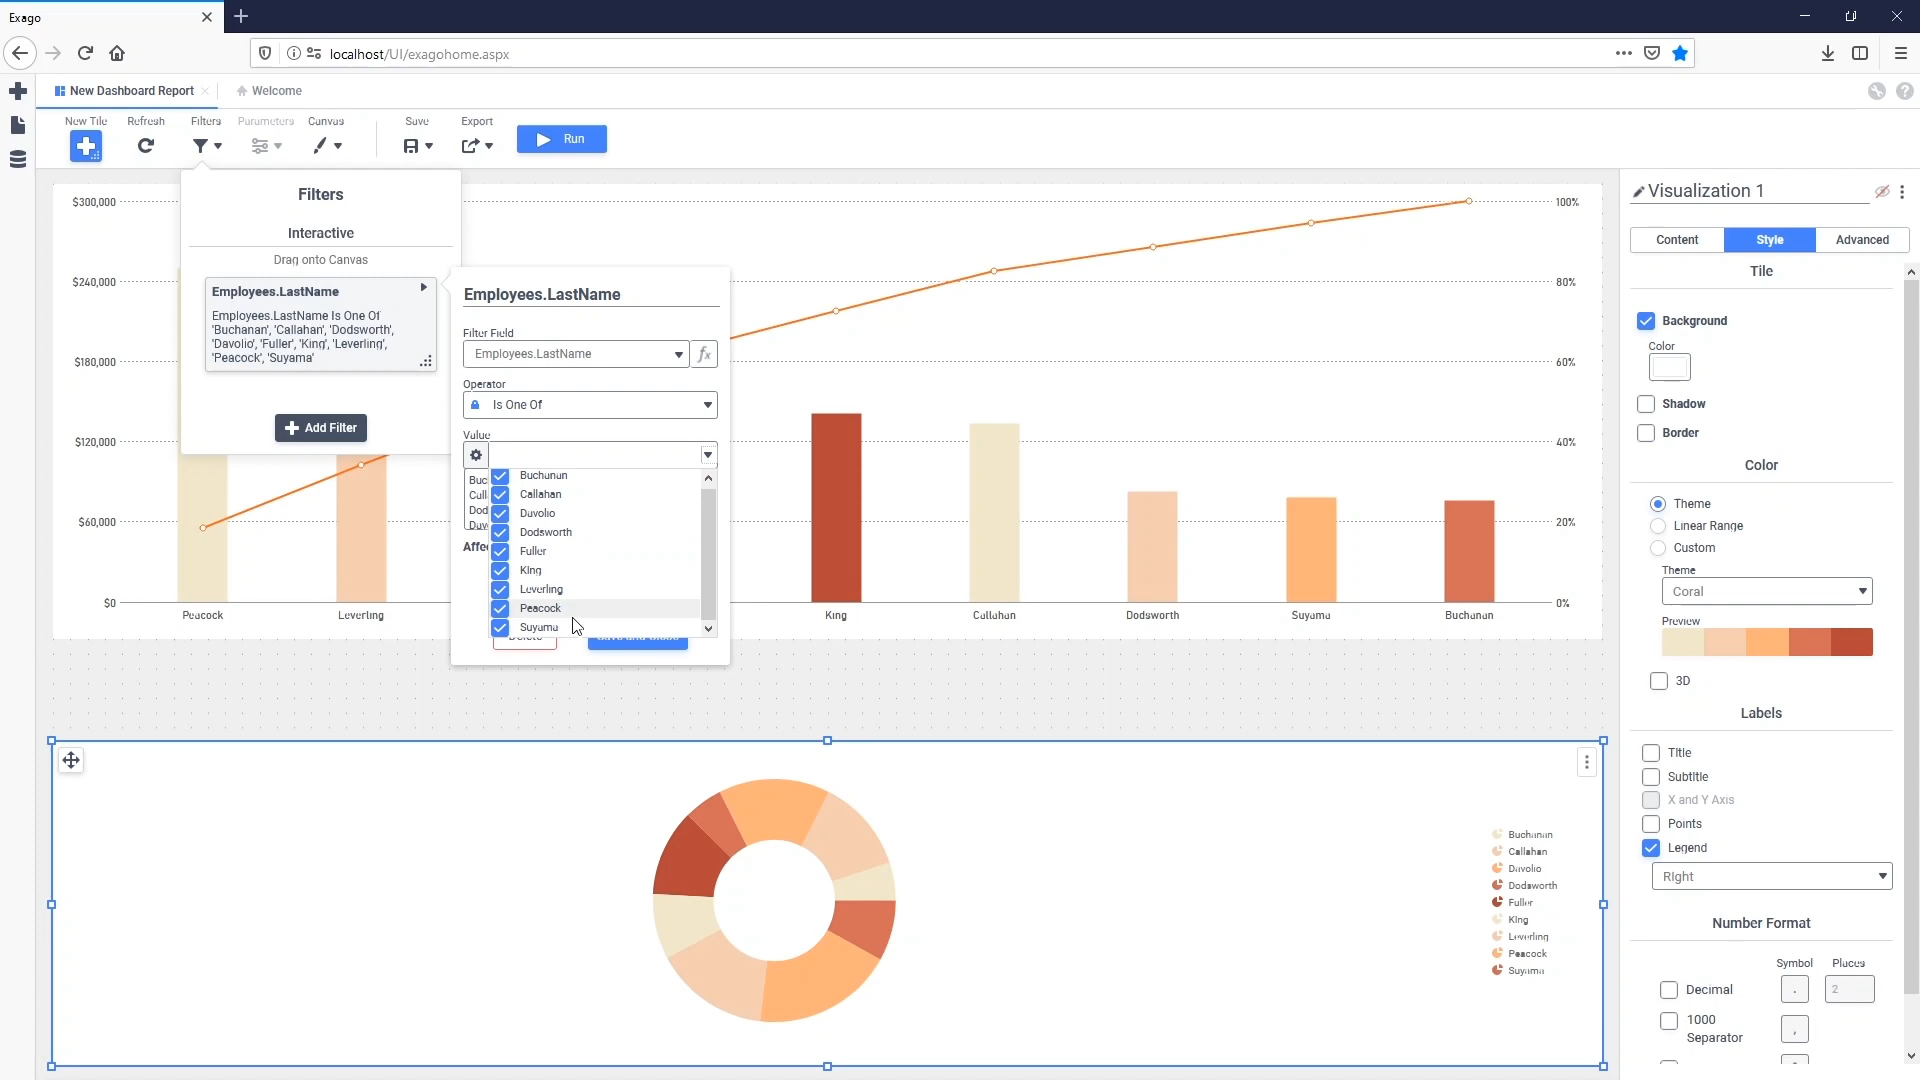 Exago
localhost/UI/exagohome.aspx
New Dashboard Report
Welcome
New Tile
Refresh
Filters
Parameters
Canvas
Save
Export
Run
Filters
Interactive
Drag onto Canvas
Employees.LastName
Employees.LastName Is One Of
'Buchanan', 'Callahan', 'Dodsworth',
'Davolio', 'Fuller', 'King', 'Leverling',
'Peacock', 'Suyama'
Add Filter
Employees.LastName
Filter Field
Employees.LastName
fx
Operator
Is One Of
Value
Buchanan
Callahan
Davolio
Dodsworth
Fuller
King
Leverling
Peacock
Suyama
$300,000
$240,000
$180,000
$120,000
$60,000
$0
100%
80%
60%
40%
20%
0%
Peacock
Leverling
King
Callahan
Dodsworth
Suyama
Buchanan
Buchanan
Callahan
Davolio
Dodsworth
Fuller
King
Leverling
Peacock
Suyama
Visualization 1
Content
Style
Advanced
Tile
Background
Color
Shadow
Border
Color
Theme
Linear Range
Custom
Theme
Coral
Preview
3D
Labels
Title
Subtitle
X and Y Axis
Points
Legend
Right
Number Format
Symbol
Places
Decimal
.
2
1000
Separator
,